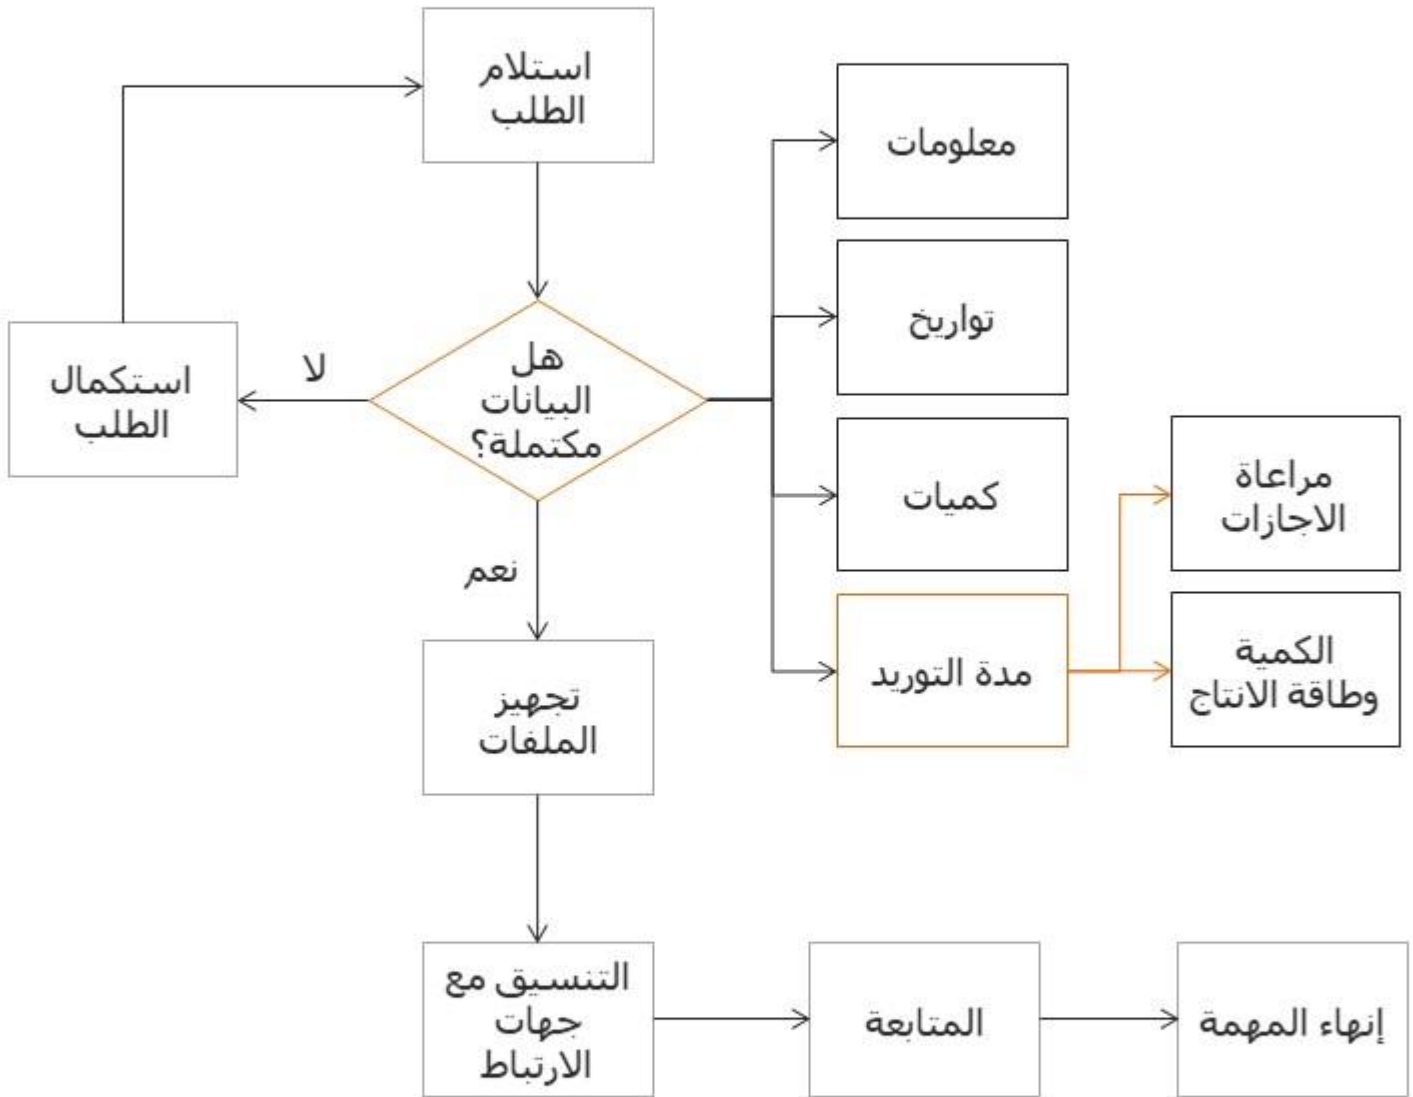 استلام
الطلب
معلومات
تواريخ
هل
البيانات
مكتملة؟
لا
استكمال
الطلب
كميات
مراعاة
الاجازات
نعم
مدة التوريد
الكمية
وطاقة الانتاج
تجهيز
الملفات
التنسيق مع
جهات
الارتباط
المتابعة
إنهاء المهمة